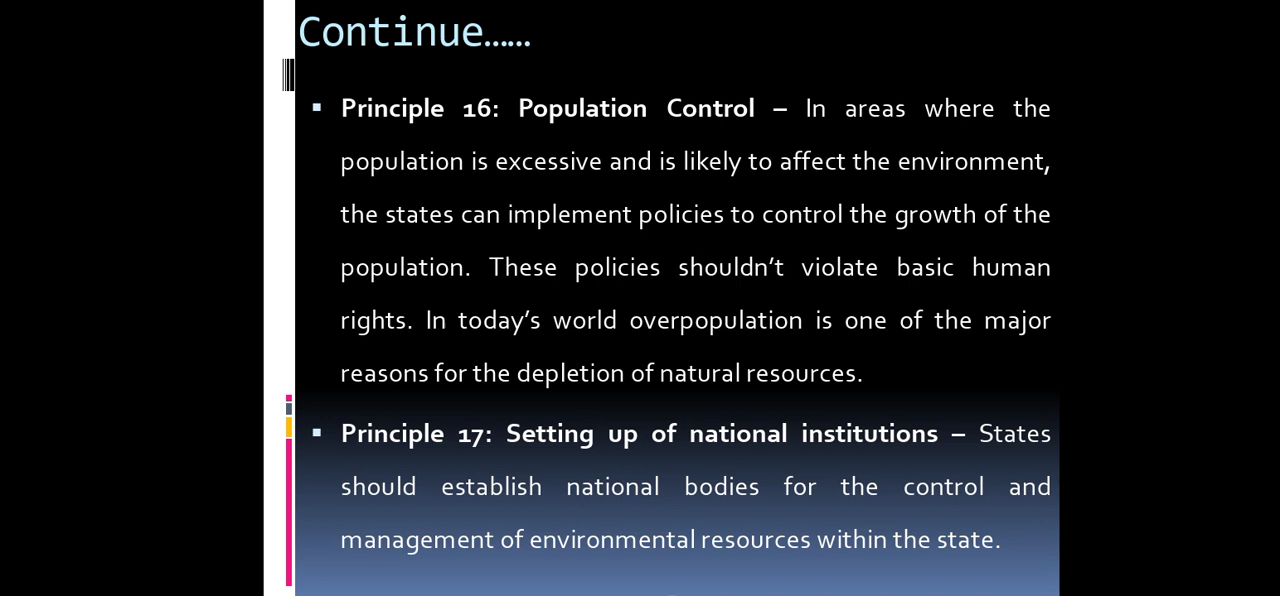 Continue......
▪ Principle 16: Population Control – In areas where the
population is excessive and is likely to affect the environment,
the states can implement policies to control the growth of the
population. These policies shouldn’t violate basic human
rights. In today’s world overpopulation is one of the major
reasons for the depletion of natural resources.
▪ Principle 17: Setting up of national institutions – States
should establish national bodies for the control and
management of environmental resources within the state.